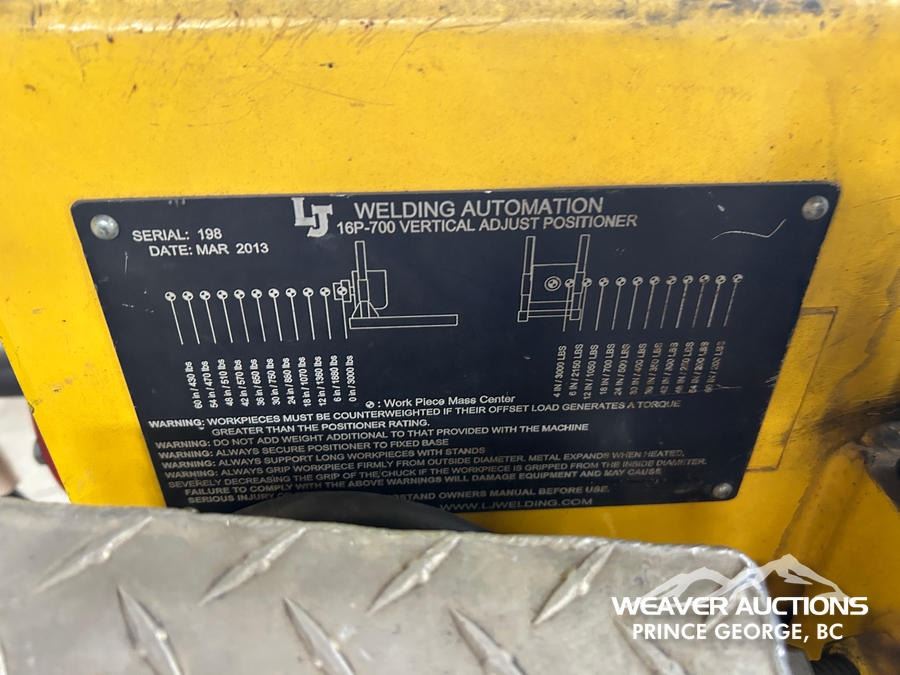 LJ WELDING AUTOMATION
16P-700 VERTICAL ADJUST POSITIONER
SERIAL: 198
DATE: MAR 2013
60 in / 430 lbs
54 in / 470 lbs
48 in / 510 lbs
42 in / 570 lbs
36 in / 650 lbs
30 in / 750 lbs
24 in / 880 lbs
18 in / 1070 lbs
12 in / 1360 lbs
6 in / 1880 lbs
0 in / 3000 lbs
4 in / 3000 LBS
6 in / 2150 LBS
12 in / 1050 LBS
18 in / 700 LBS
24 in / 500 LBS
: Work Piece Mass Center
WARNING: WORKPIECES MUST BE COUNTERWEIGHTED IF THEIR OFFSET LOAD GENERATES A TORQUE
GREATER THAN THE POSITIONER RATING.
WARNING: DO NOT ADD WEIGHT ADDITIONAL TO THAT PROVIDED WITH THE MACHINE
WARNING: ALWAYS SECURE POSITIONER TO FIXED BASE
WARNING: ALWAYS SUPPORT LONG WORKPIECES WITH STANDS
WARNING: ALWAYS GRIP WORKPIECE FIRMLY FROM OUTSIDE DIAMETER. METAL EXPANDS WHEN HEATED,
SEVERELY DECREASING THE GRIP OF THE CHUCK IF THE WORKPIECE IS GRIPPED FROM THE INSIDE DIAMETER.
FAILURE TO COMPLY WITH THE ABOVE WARNINGS WILL DAMAGE EQUIPMENT AND MAY CAUSE
SERIOUS INJURY STAND OWNERS MANUAL BEFORE USE.
WWW.LJWELDING.COM
WEAVER AUCTIONS
PRINCE GEORGE, BC